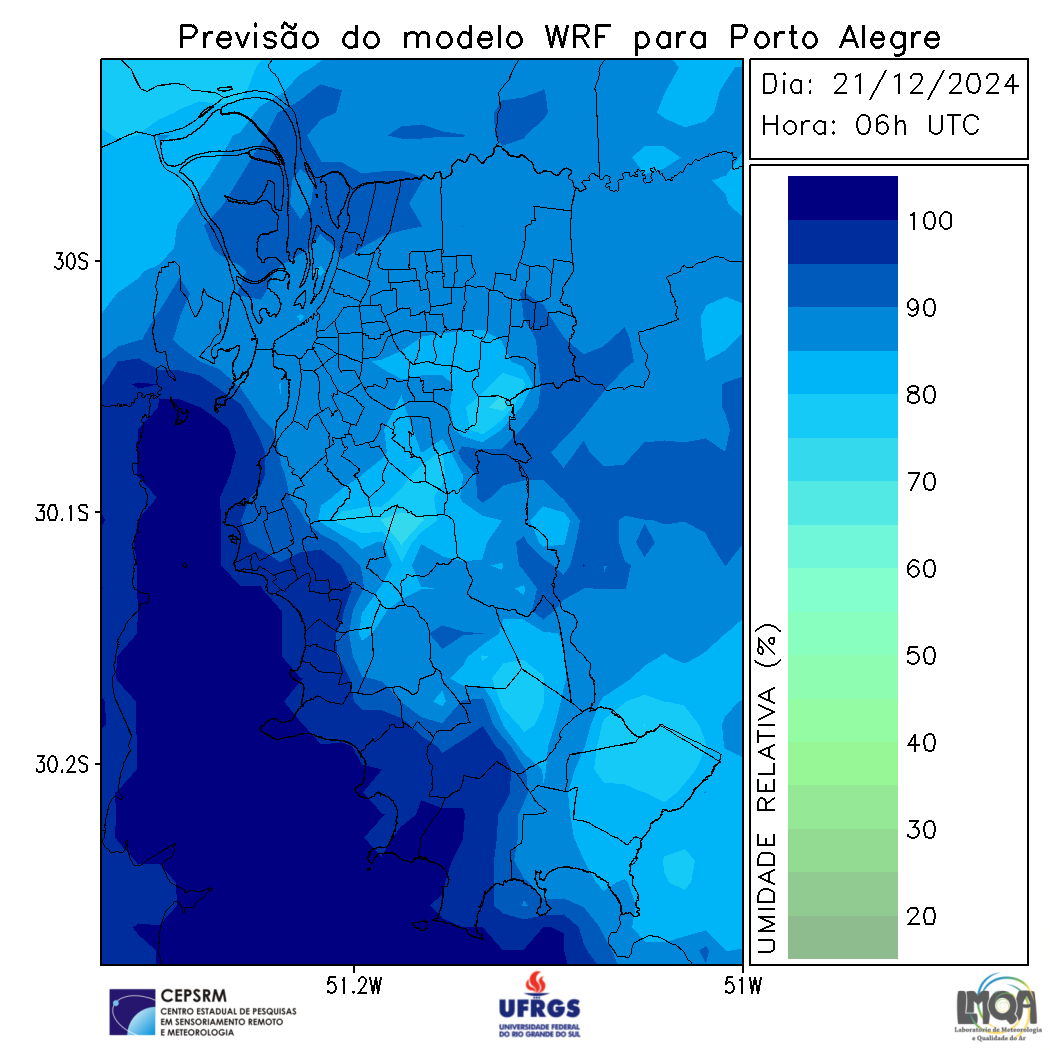 Previsão do modelo WRF para Porto Alegre
Dia: 21/12/2024
Hora: 06h UTC
30S
30.1S
30.2S
51.2W
51W
100
90
80
70
60
50
40
30
20
UMIDADE RELATIVA (%)
CEPSRM
CENTRO ESTADUAL DE PESQUISAS
EM SENSORIAMENTO REMOTO
E METEOROLOGIA
UFRGS
UNIVERSIDADE FEDERAL
DO RIO GRANDE DO SUL
LMQA
Laboratório de Meteorologia
e Qualidade do Ar